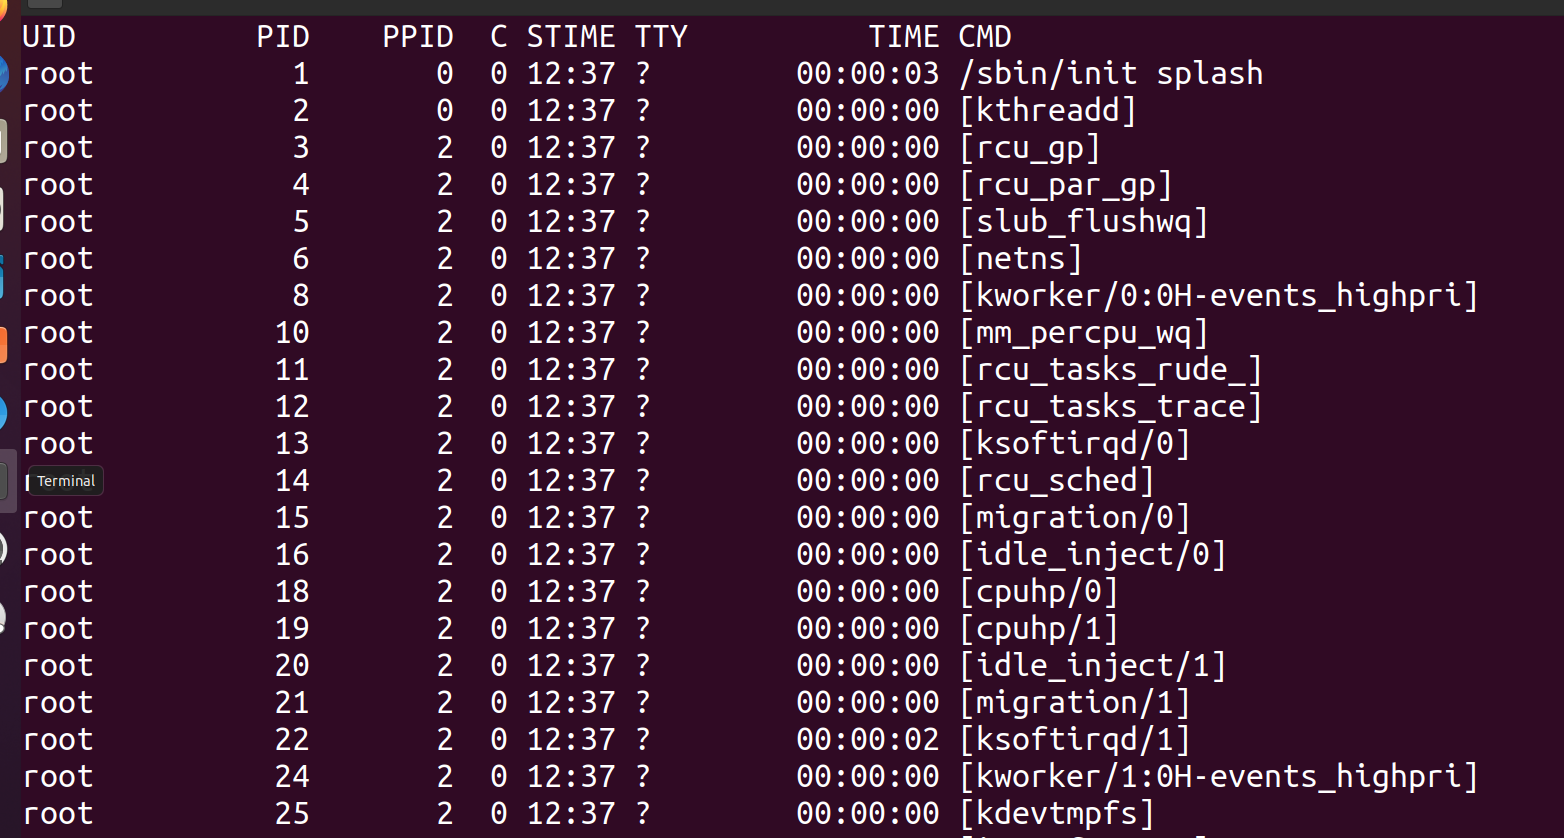 UID PID PPID C STIME TTY TIME CMD
root 1 0 0 12:37 ? 00:00:03 /sbin/init splash
root 2 0 0 12:37 ? 00:00:00 [kthreadd]
root 3 2 0 12:37 ? 00:00:00 [rcu_gp]
root 4 2 0 12:37 ? 00:00:00 [rcu_par_gp]
root 5 2 0 12:37 ? 00:00:00 [slub_flushwq]
root 6 2 0 12:37 ? 00:00:00 [netns]
root 8 2 0 12:37 ? 00:00:00 [kworker/0:0H-events_highpri]
root 10 2 0 12:37 ? 00:00:00 [mm_percpu_wq]
root 11 2 0 12:37 ? 00:00:00 [rcu_tasks_rude_]
root 12 2 0 12:37 ? 00:00:00 [rcu_tasks_trace]
root 13 2 0 12:37 ? 00:00:00 [ksoftirqd/0]
Terminal 14 2 0 12:37 ? 00:00:00 [rcu_sched]
root 15 2 0 12:37 ? 00:00:00 [migration/0]
root 16 2 0 12:37 ? 00:00:00 [idle_inject/0]
root 18 2 0 12:37 ? 00:00:00 [cpuhp/0]
root 19 2 0 12:37 ? 00:00:00 [cpuhp/1]
root 20 2 0 12:37 ? 00:00:00 [idle_inject/1]
root 21 2 0 12:37 ? 00:00:00 [migration/1]
root 22 2 0 12:37 ? 00:00:02 [ksoftirqd/1]
root 24 2 0 12:37 ? 00:00:00 [kworker/1:0H-events_highpri]
root 25 2 0 12:37 ? 00:00:00 [kdevtmpfs]